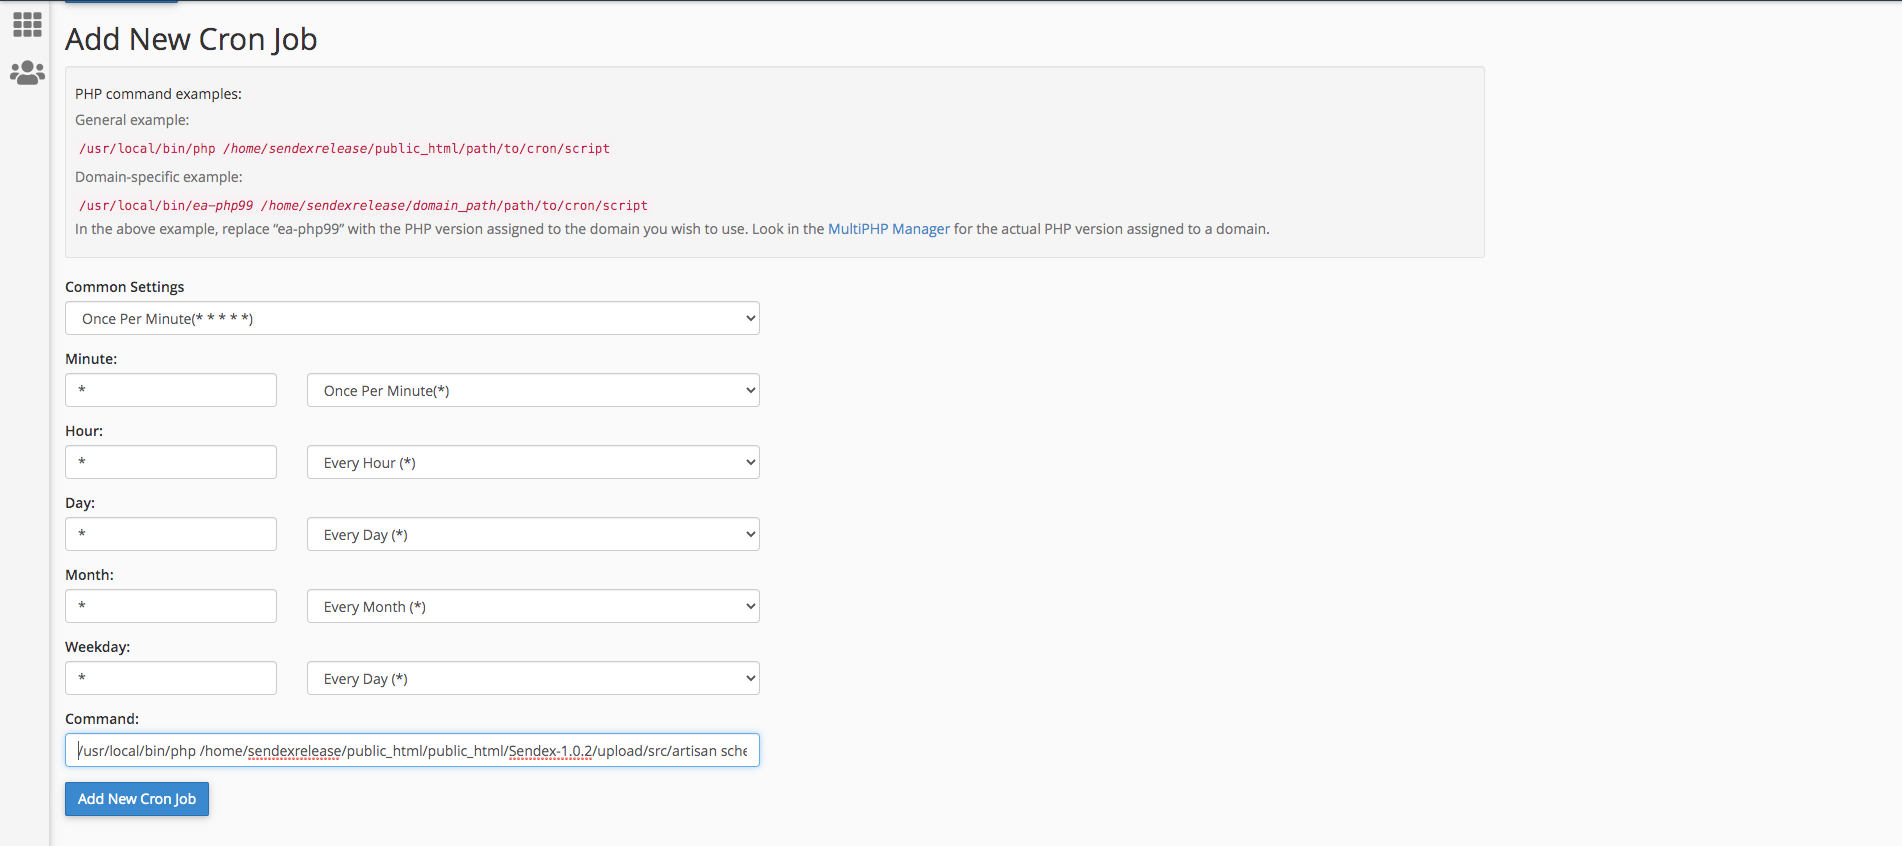 Add New Cron Job
PHP command examples:
General example:
/usr/local/bin/php /home/sendexrelease/public_html/path/to/cron/script
Domain-specific example:
/usr/local/bin/ea-php99 /home/sendexrelease/domain_path/path/to/cron/script
In the above example, replace “ea-php99” with the PHP version assigned to the domain you wish to use. Look in the MultiPHP Manager for the actual PHP version assigned to a domain.
Common Settings
Once Per Minute(* * * * *)
Minute:
* Once Per Minute(*)
Hour:
* Every Hour (*)
Day:
* Every Day (*)
Month:
* Every Month (*)
Weekday:
* Every Day (*)
Command:
/usr/local/bin/php /home/sendexrelease/public_html/public_html/Sendex-1.0.2/upload/src/artisan sche
Add New Cron Job